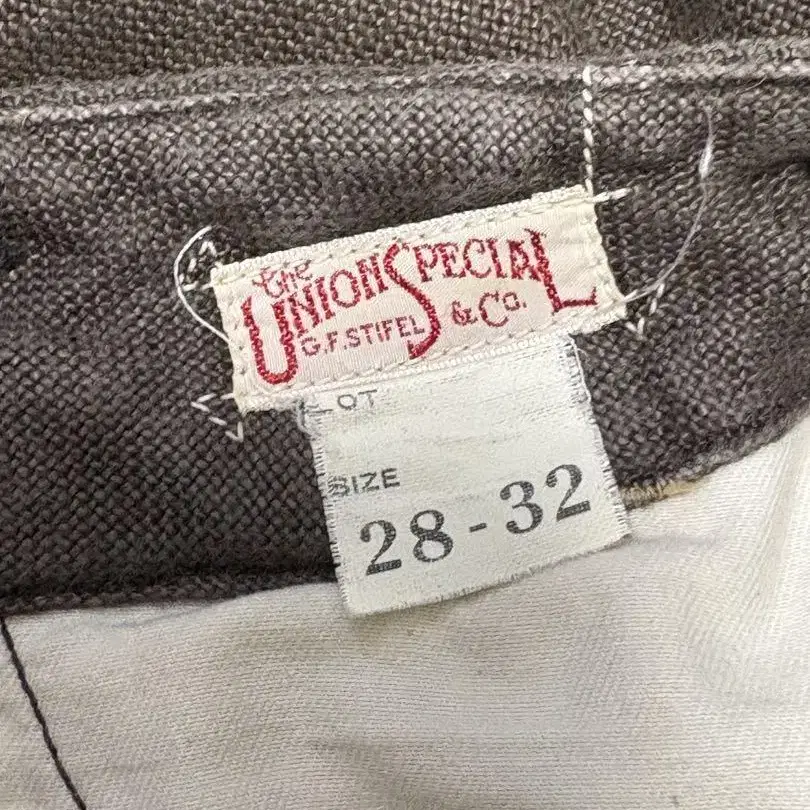 The
UNION SPECIAL
G.F.STIFEL & Co.
LOT
SIZE
28-32